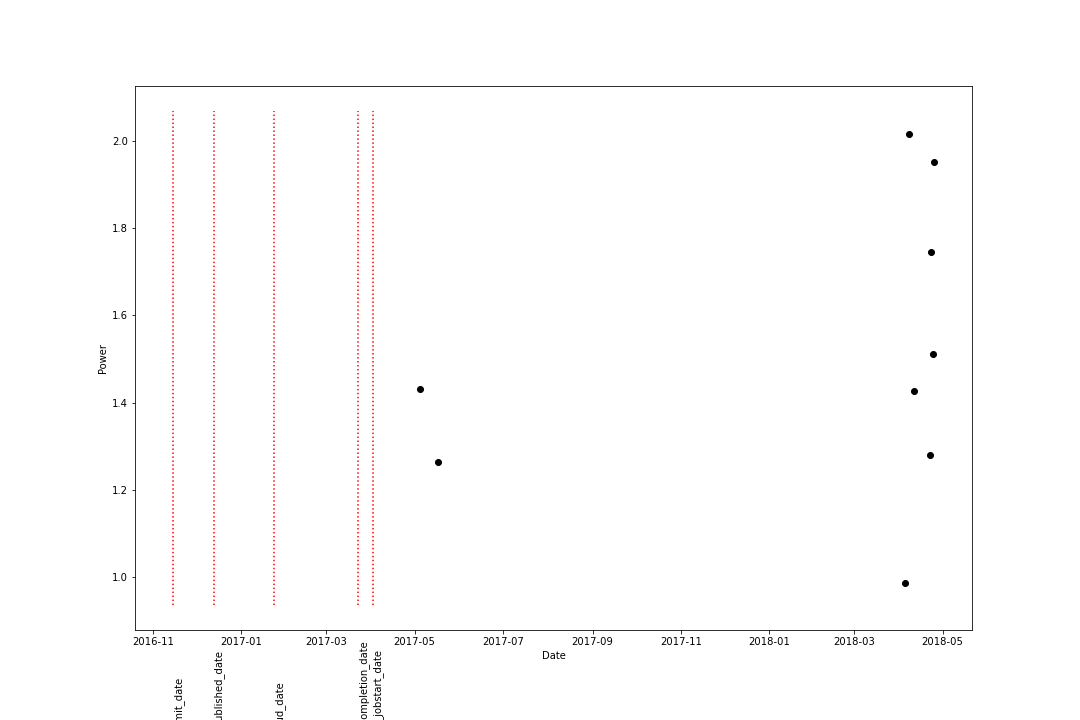 Power
2.0
1.8
1.6
1.4
1.2
1.0
2016-11 2017-01 2017-03 2017-05 2017-07 2017-09 2017-11 2018-01 2018-03 2018-05
Date
mit_date
ublished_date
ud_date
ompletion_date
jobstart_date